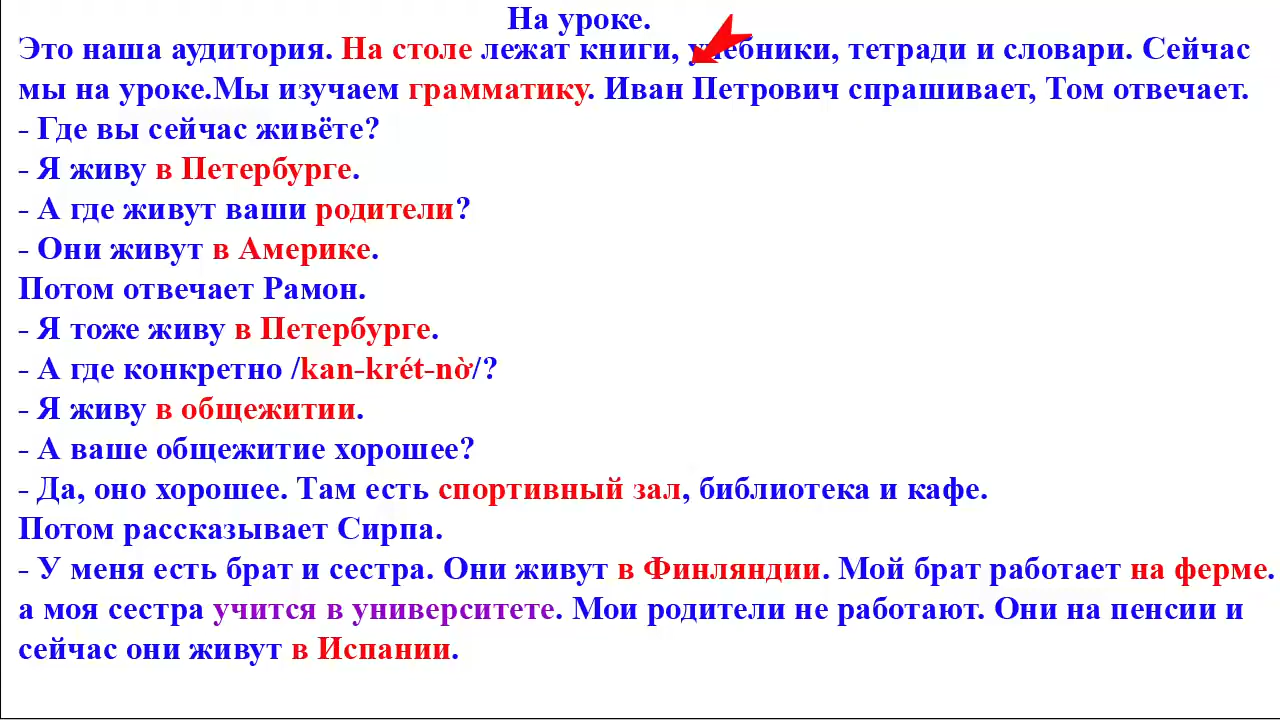 На уроке.
Это наша аудитория. На столе лежат книги, учебники, тетради и словари. Сейчас
мы на уроке.Мы изучаем грамматику. Иван Петрович спрашивает, Том отвечает.
- Где вы сейчас живёте?
- Я живу в Петербурге.
- А где живут ваши родители?
- Они живут в Америке.
Потом отвечает Рамон.
- Я тоже живу в Петербурге.
- А где конкретно /kan-krét-nờ/?
- Я живу в общежитии.
- А ваше общежитие хорошее?
- Да, оно хорошее. Там есть спортивный зал, библиотека и кафе.
Потом рассказывает Сирпа.
- У меня есть брат и сестра. Они живут в Финляндии. Мой брат работает на ферме.
а моя сестра учится в университете. Мои родители не работают. Они на пенсии и
сейчас они живут в Испании.